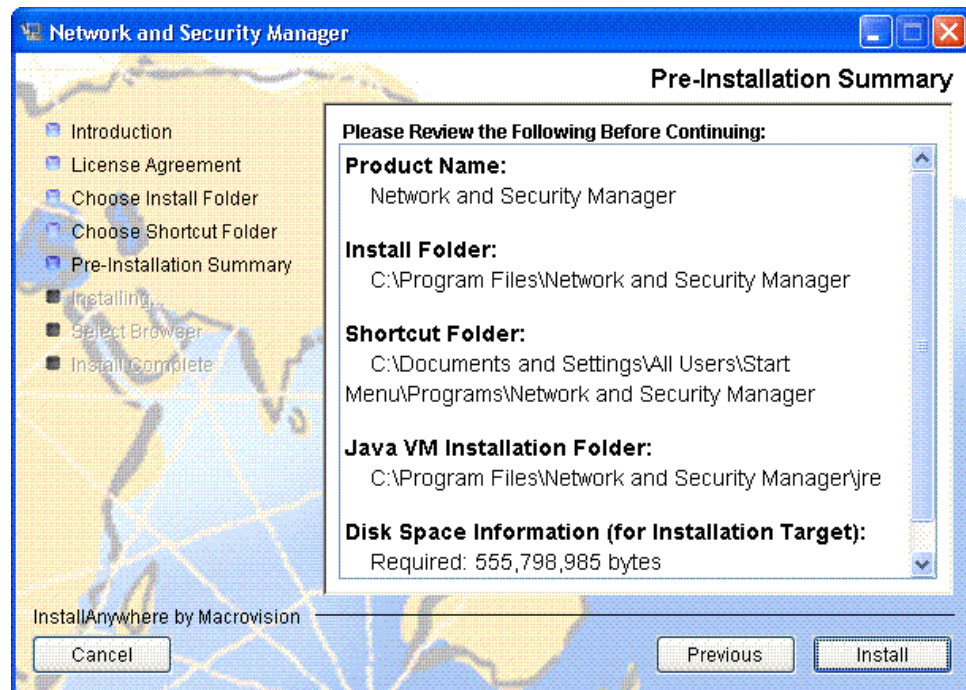 Network and Security Manager
Pre-Installation Summary
Introduction
License Agreement
Choose Install Folder
Choose Shortcut Folder
Pre-Installation Summary
Installing...
Select Browser
Install Complete
Please Review the Following Before Continuing:
Product Name:
Network and Security Manager
Install Folder:
C:\Program Files\Network and Security Manager
Shortcut Folder:
C:\Documents and Settings\All Users\Start
Menu\Programs\Network and Security Manager
Java VM Installation Folder:
C:\Program Files\Network and Security Manager\jre
Disk Space Information (for Installation Target):
Required: 555,798,985 bytes
InstallAnywhere by Macrovision
Cancel
Previous
Install